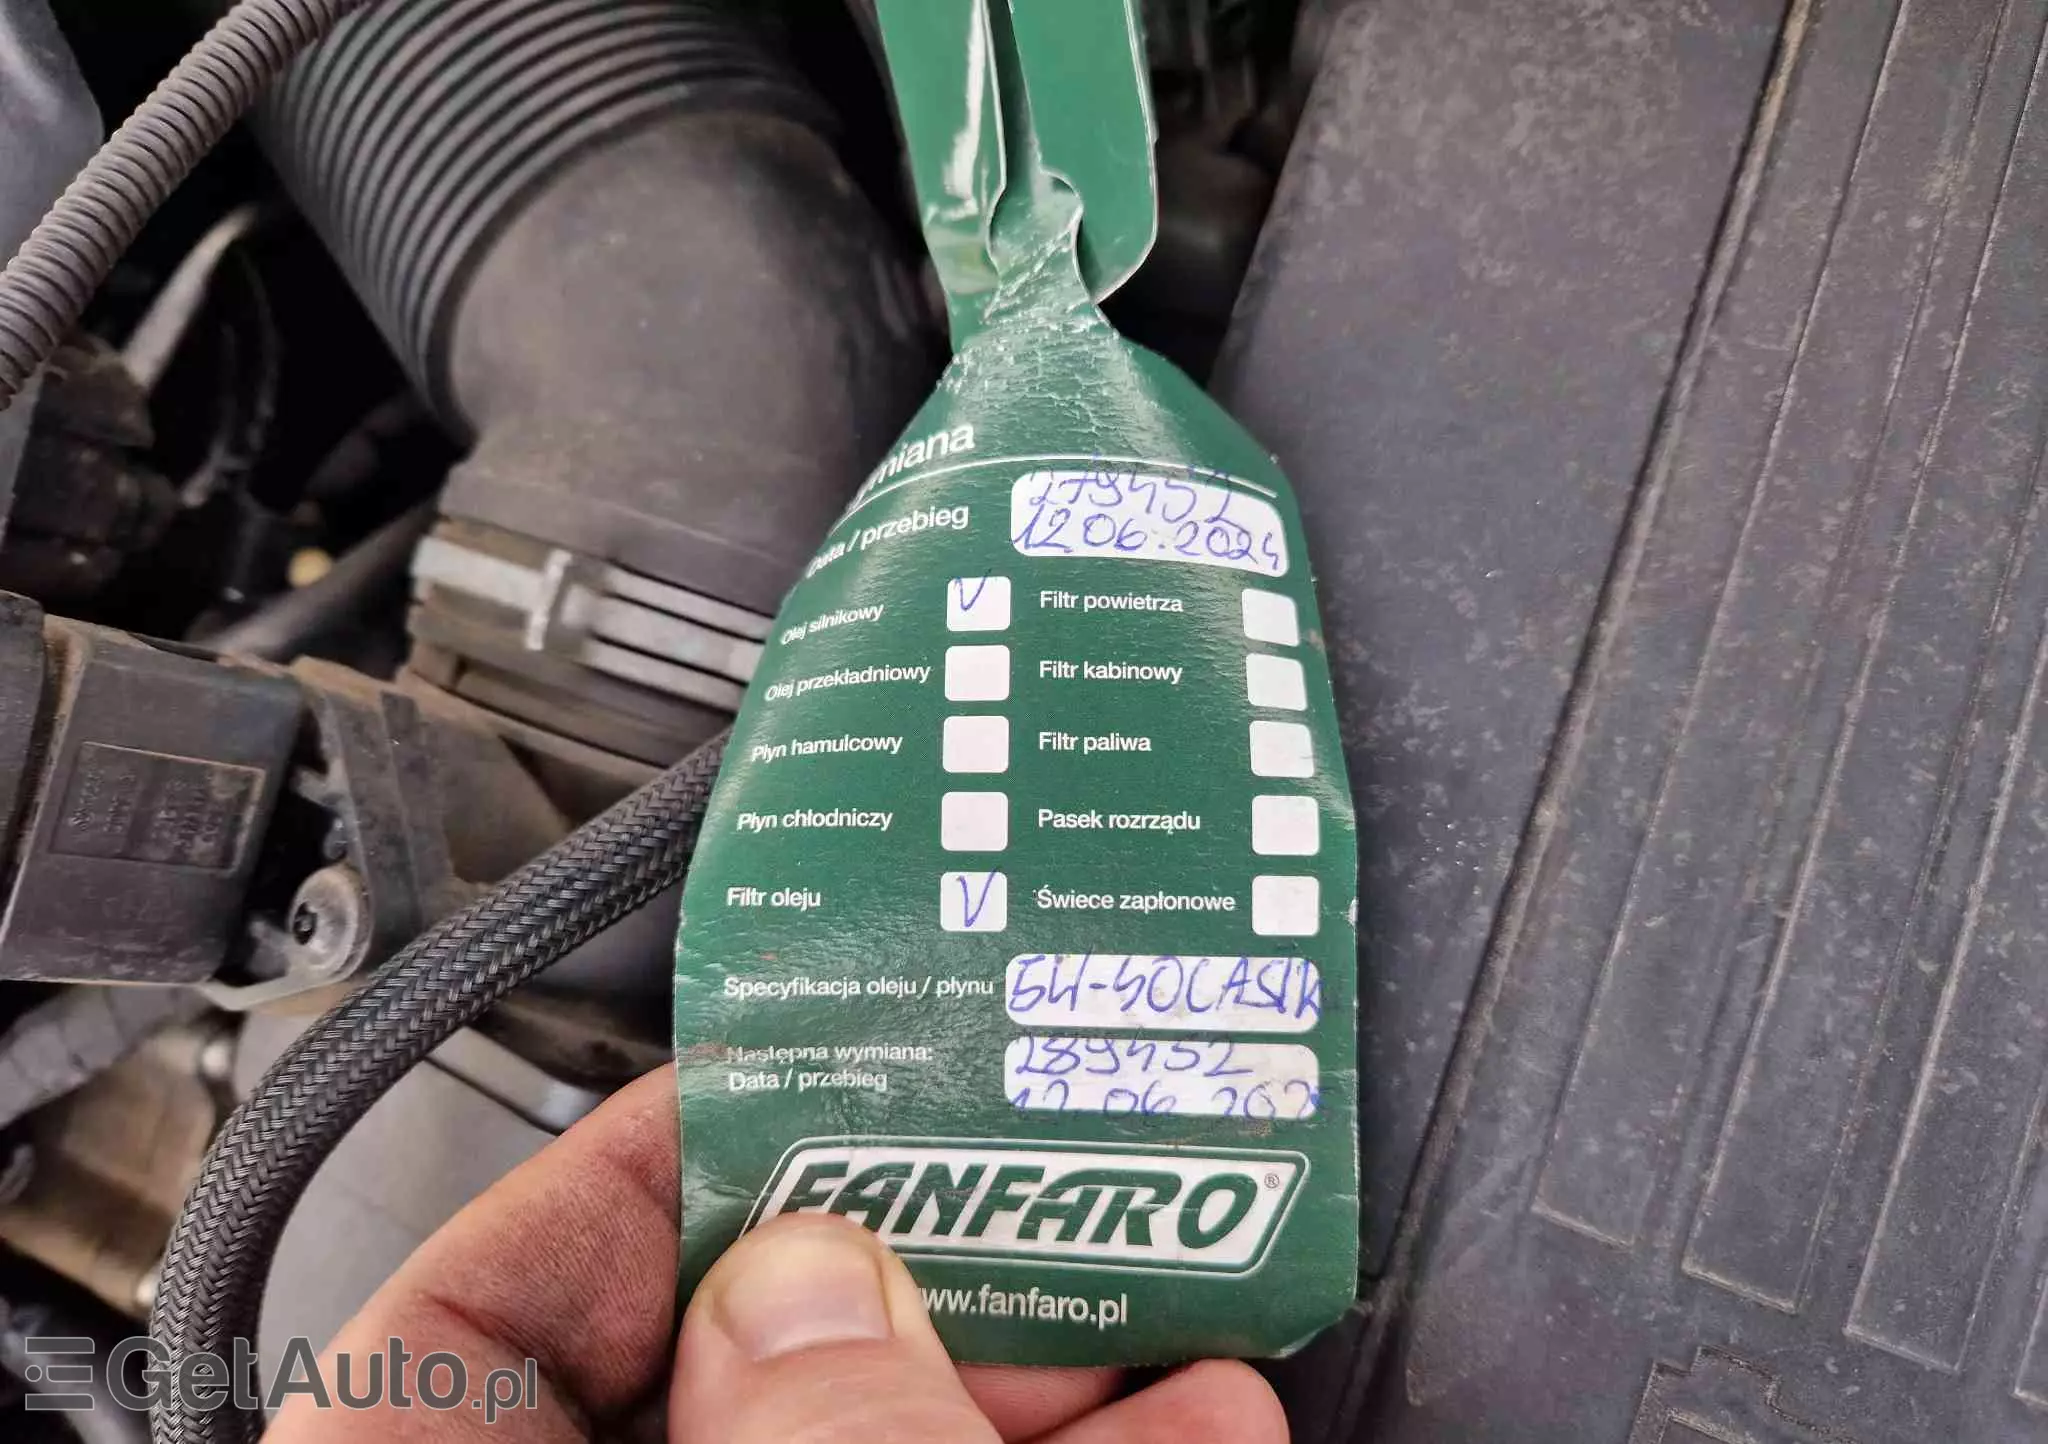 Wymiana
Data / przebieg
279452
12.06.2024
Olej silnikowy V
Filtr powietrza
Olej przekładniowy
Filtr kabinowy
Płyn hamulcowy
Filtr paliwa
Płyn chłodniczy
Pasek rozrządu
Filtr oleju V
Świece zapłonowe
Specyfikacja oleju / płynu
Następna wymiana:
289452
Data / przebieg
FANFARO®
www.fanfaro.pl
GetAuto.pl